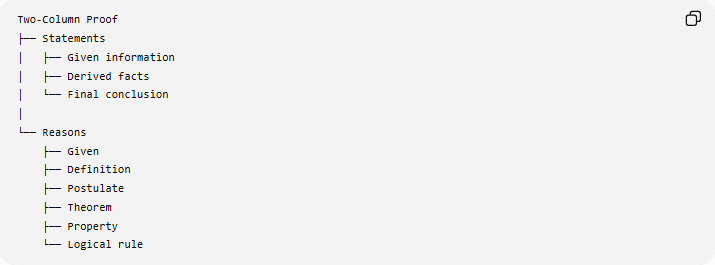 Two-Column Proof
├── Statements
│   ├── Given information
│   ├── Derived facts
│   └── Final conclusion
│
└── Reasons
    ├── Given
    ├── Definition
    ├── Postulate
    ├── Theorem
    ├── Property
    └── Logical rule